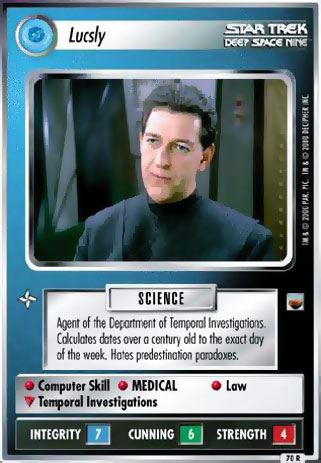 Lucsly
STAR TREK
DEEP SPACE NINE
TM & © 2000 PAR. PIC. TM & © 2000 DECIPHER INC.
SCIENCE
Agent of the Department of Temporal Investigations.
Calculates dates over a century old to the exact day
of the week. Hates predestination paradoxes.
Computer Skill MEDICAL Law
Temporal Investigations
INTEGRITY 7 CUNNING 6 STRENGTH 4
70 R